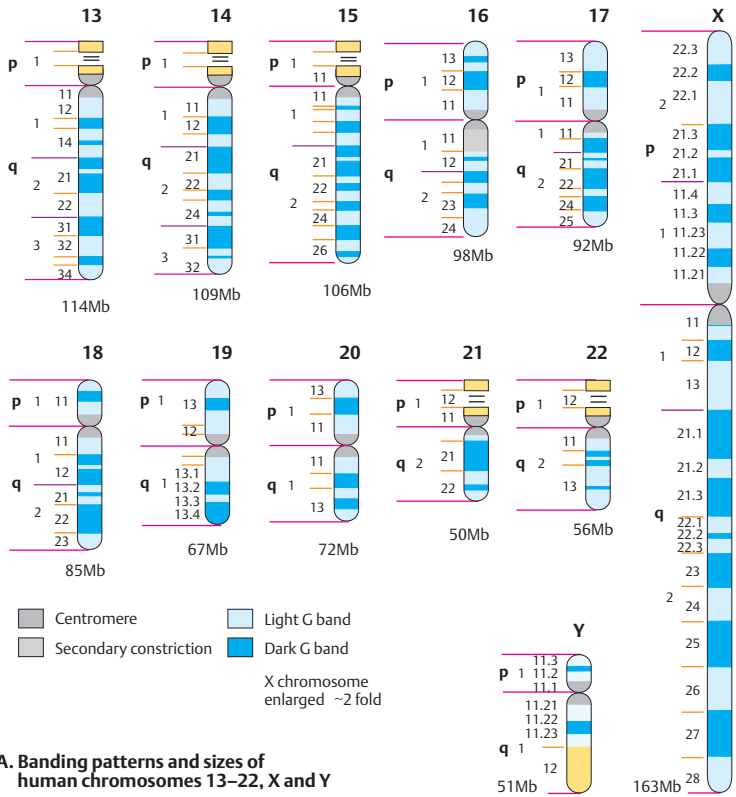 13
p 1
11
12
1
14
q
21
2
22
31
3 32
34
114Mb
14
p 1
11
1
12
q
21
2
24
31
3
32
109Mb
15
p 1
11
11
1
q
21
22
2
24
26
106Mb
16
13
p 1 12
11
11
1
12
q
2
23
24
98Mb
17
13
p 12
1
11
1 11
q
21
2 22
24
25
92Mb
X
22.3
22.2
22.1
2
21.3
p
21.2
21.1
11.4
11.3
1 11.23
11.22
11.21
11
1 12
13
21.1
21.2
21.3
q
22.1
22.2
22.3
23
2
24
25
26
27
28
163Mb
18
p 1 11
11
1
12
q
21
2 22
23
85Mb
19
p 1 13
12
13.1
q 1 13.2
13.3
13.4
67Mb
20
13
p 1
11
11
q 1
13
72Mb
21
p 1 12
11
q 2 21
22
50Mb
22
p 1 12
11
q 2
13
56Mb
Centromere
Secondary constriction
Light G band
Dark G band
X chromosome
enlarged ~2 fold
Y
11.3
p 1 11.2
11.1
11.21
11.22
11.23
q 1
12
51Mb
A. Banding patterns and sizes of
human chromosomes 13–22, X and Y